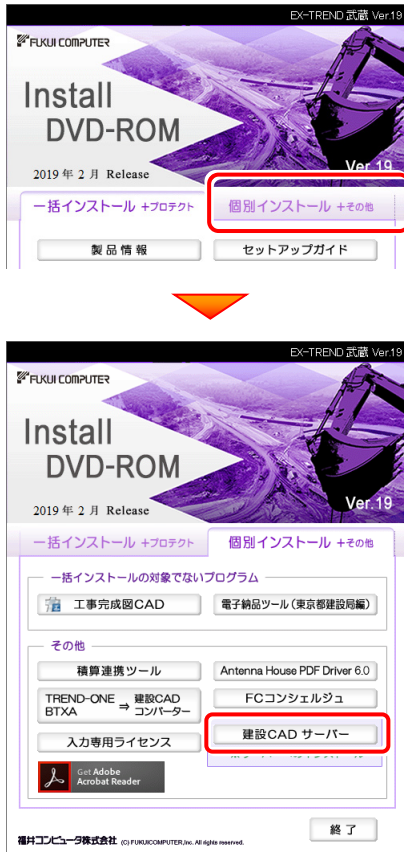 EX-TREND 武蔵 Ver.19
FUKUI COMPUTER
Install
DVD-ROM
2019 年 2 月 Release
Ver.19
一括インストール +プロテクト
個別インストール +その他
製品情報
セットアップガイド
EX-TREND 武蔵 Ver.19
FUKUI COMPUTER
Install
DVD-ROM
2019 年 2 月 Release
Ver.19
一括インストール +プロテクト
個別インストール +その他
一括インストールの対象でないプログラム
工事完成図CAD
電子納品ツール(東京都建設局編)
その他
積算連携ツール
Antenna House PDF Driver 6.0
TREND-ONE ⇒ 建設CAD
BTXA コンバーター
FCコンシェルジュ
入力専用ライセンス
建設CAD サーバー
Get Adobe
Acrobat Reader
終了
福井コンピュータ株式会社 (C) FUKUICOMPUTER,Inc. All rights reserved.